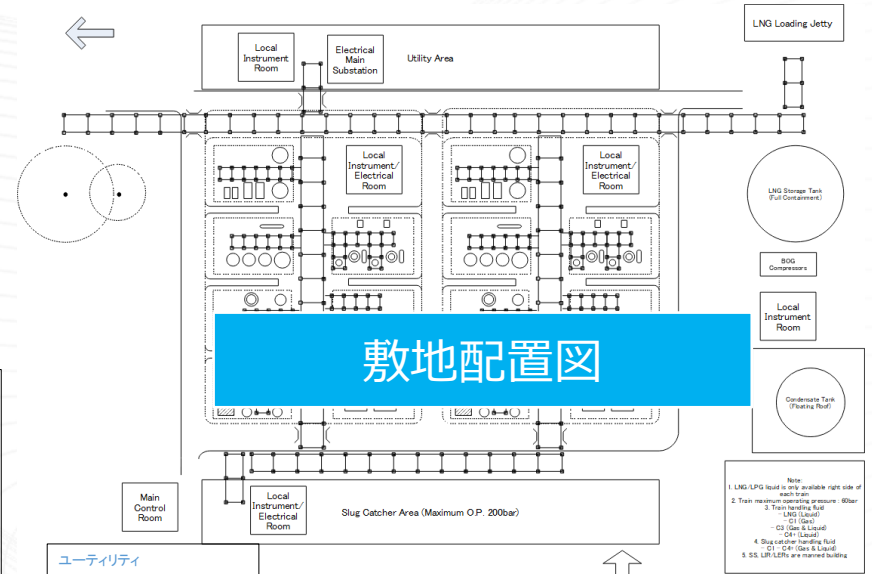 LNG Loading Jetty
Local
Instrument
Room
Electrical
Main
Substation
Utility Area
Local
Instrument/
Electrical
Room
Local
Instrument/
Electrical
Room
LNG Storage Tank
(Full Containment)
BOG
Compressors
Local
Instrument
Room
敷地配置図
Condensate Tank
(Floating Roof)
Main
Control
Room
Local
Instrument/
Electrical
Room
Slug Catcher Area (Maximum O.P. 200bar)
Note:
1. LNG/LPG liquid is only available right side of
each train
2. Train maximum operating pressure : 60bar
3. Train handling fluid
- LNG (Liquid)
- C1 (Gas)
- C3 (Gas & Liquid)
- C4+ (Liquid)
4. Slug catcher handling fluid
- C1 - C4+ (Gas & Liquid)
5. SS, LIR/LERs are manned building
ユーティリティ